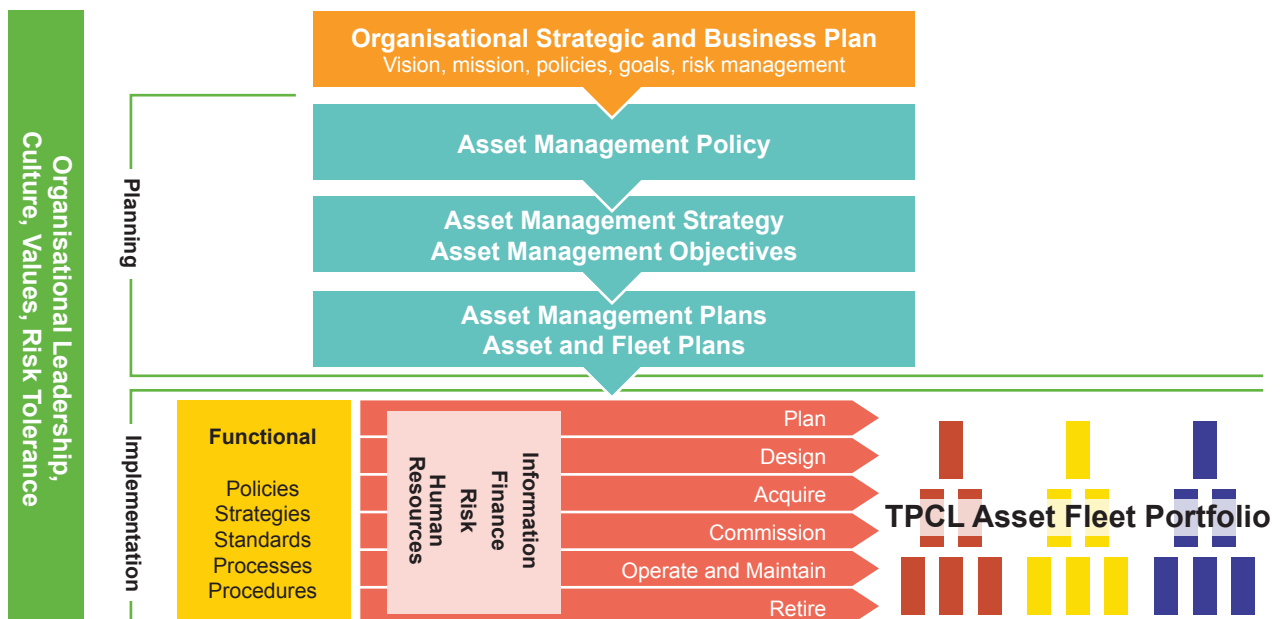 Organisational Leadership,
Culture, Values, Risk Tolerance
Planning
Organisational Strategic and Business Plan
Vision, mission, policies, goals, risk management
Asset Management Policy
Asset Management Strategy
Asset Management Objectives
Asset Management Plans
Asset and Fleet Plans
Implementation
Functional
Policies
Strategies
Standards
Processes
Procedures
Information
Finance
Risk
Human
Resources
Plan
Design
Acquire
Commission
Operate and Maintain
Retire
TPCL Asset Fleet Portfolio